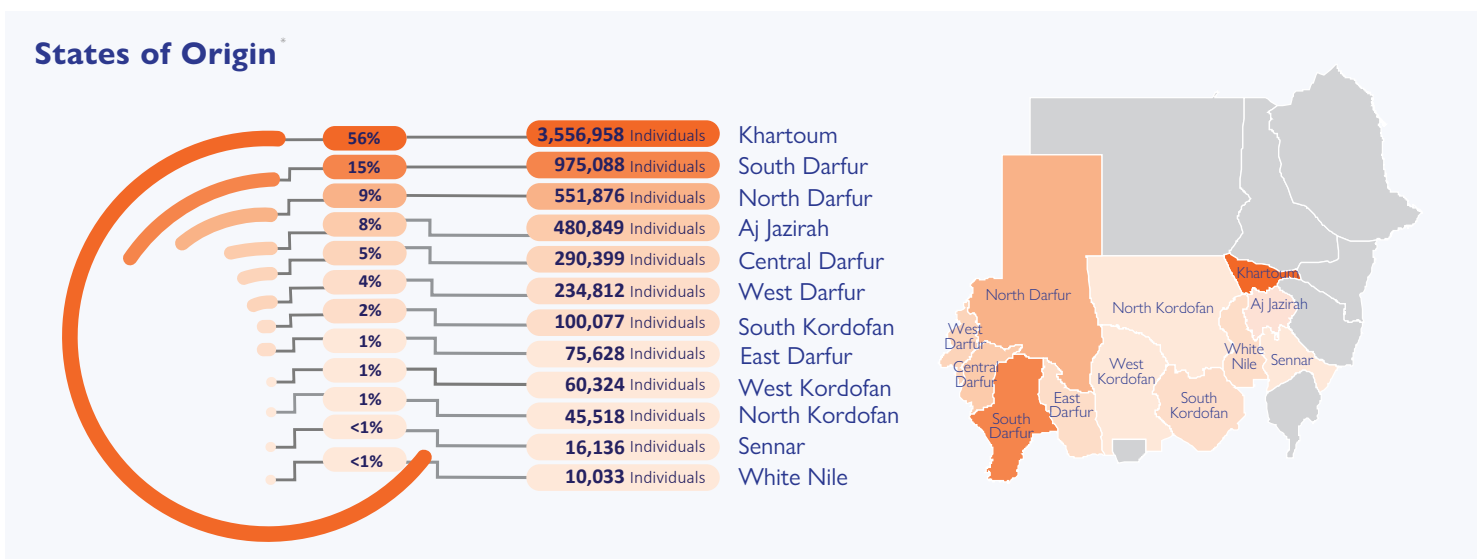 States of Origin*
56% 3,556,958 Individuals Khartoum
15% 975,088 Individuals South Darfur
9% 551,876 Individuals North Darfur
8% 480,849 Individuals Aj Jazirah
5% 290,399 Individuals Central Darfur
4% 234,812 Individuals West Darfur
2% 100,077 Individuals South Kordofan
1% 75,628 Individuals East Darfur
1% 60,324 Individuals West Kordofan
1% 45,518 Individuals North Kordofan
<1% 16,136 Individuals Sennar
<1% 10,033 Individuals White Nile
Khartoum
North Darfur
North Kordofan
Aj Jazirah
West
Darfur
Central
Darfur
South
Darfur
East
Darfur
West
Kordofan
South
Kordofan
White
Nile
Sennar